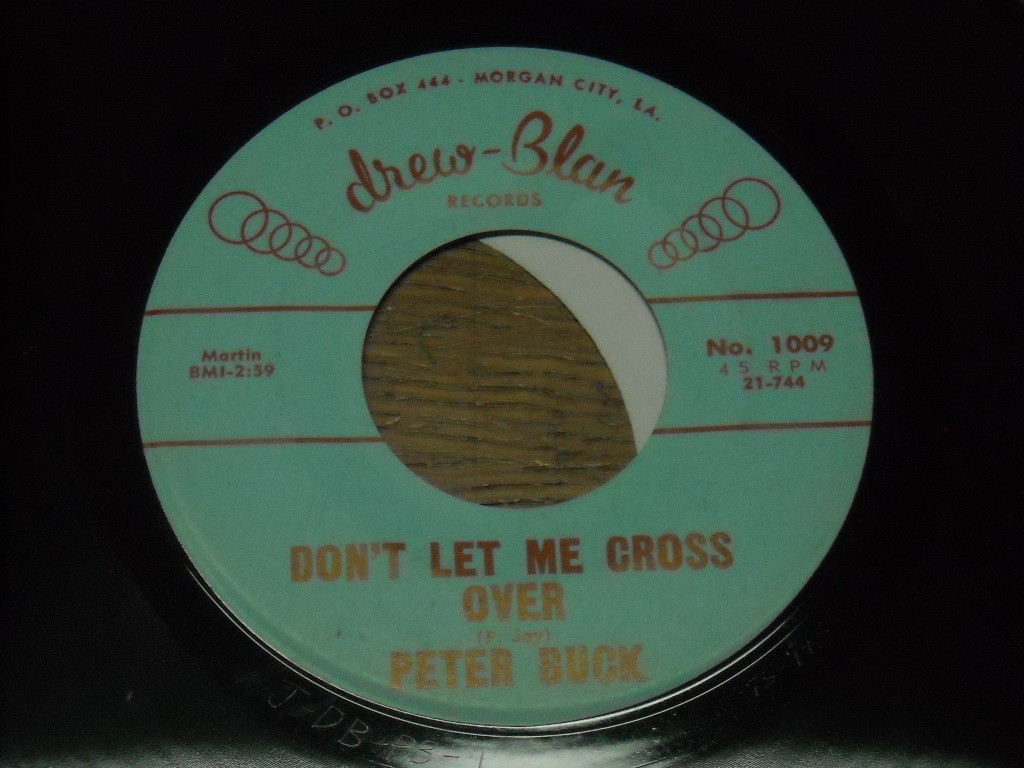 P. O. BOX 444 - MORGAN CITY, LA.
drew-Blan
RECORDS
Martin
BMI-2:59
No. 1009
45 RPM
21-744
DON'T LET ME CROSS
OVER
(P. Jay)
PETER BUCK